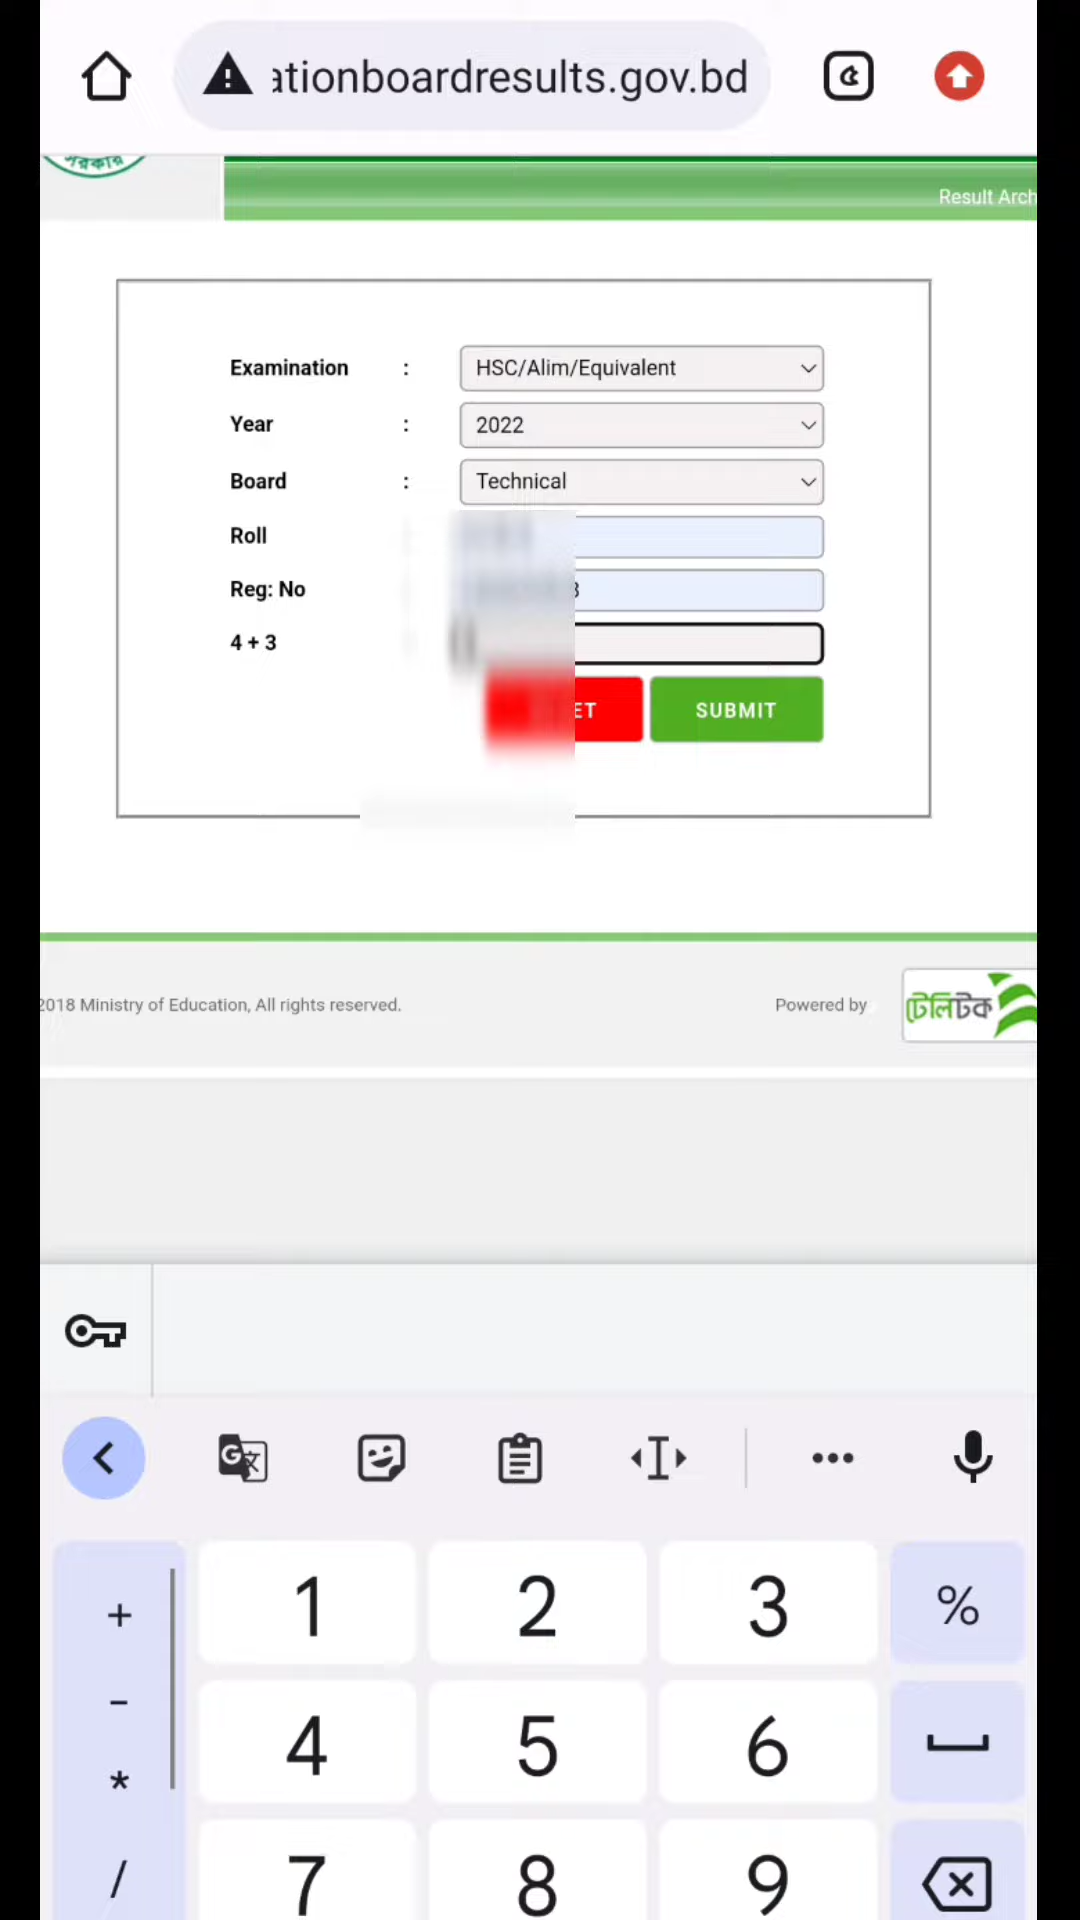 ationboardresults.gov.bd
সরকার
Result Arch
Examination : HSC/Alim/Equivalent
Year : 2022
Board : Technical
Roll
Reg: No
4 + 3
ET SUBMIT
2018 Ministry of Education, All rights reserved. Powered by টেলিটক
+ 1 2 3 %
- 4 5 6
*
/ 7 8 9